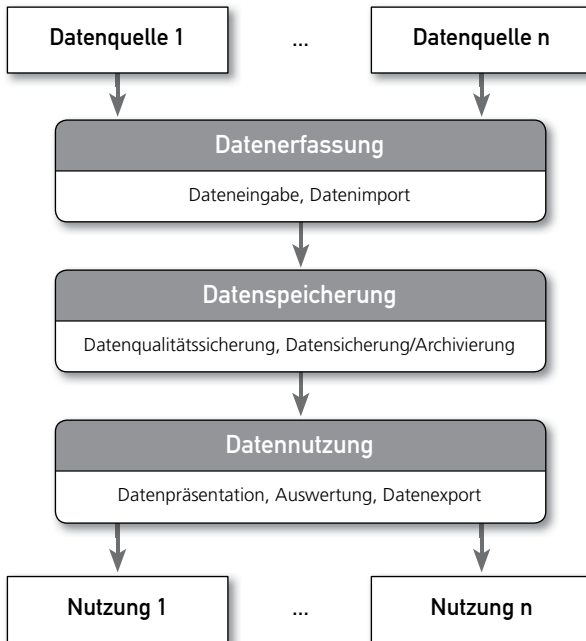 Datenquelle 1 ... Datenquelle n
Datenerfassung
Dateneingabe, Datenimport
Datenspeicherung
Datenqualitätssicherung, Datensicherung/Archivierung
Datennutzung
Datenpräsentation, Auswertung, Datenexport
Nutzung 1 ... Nutzung n